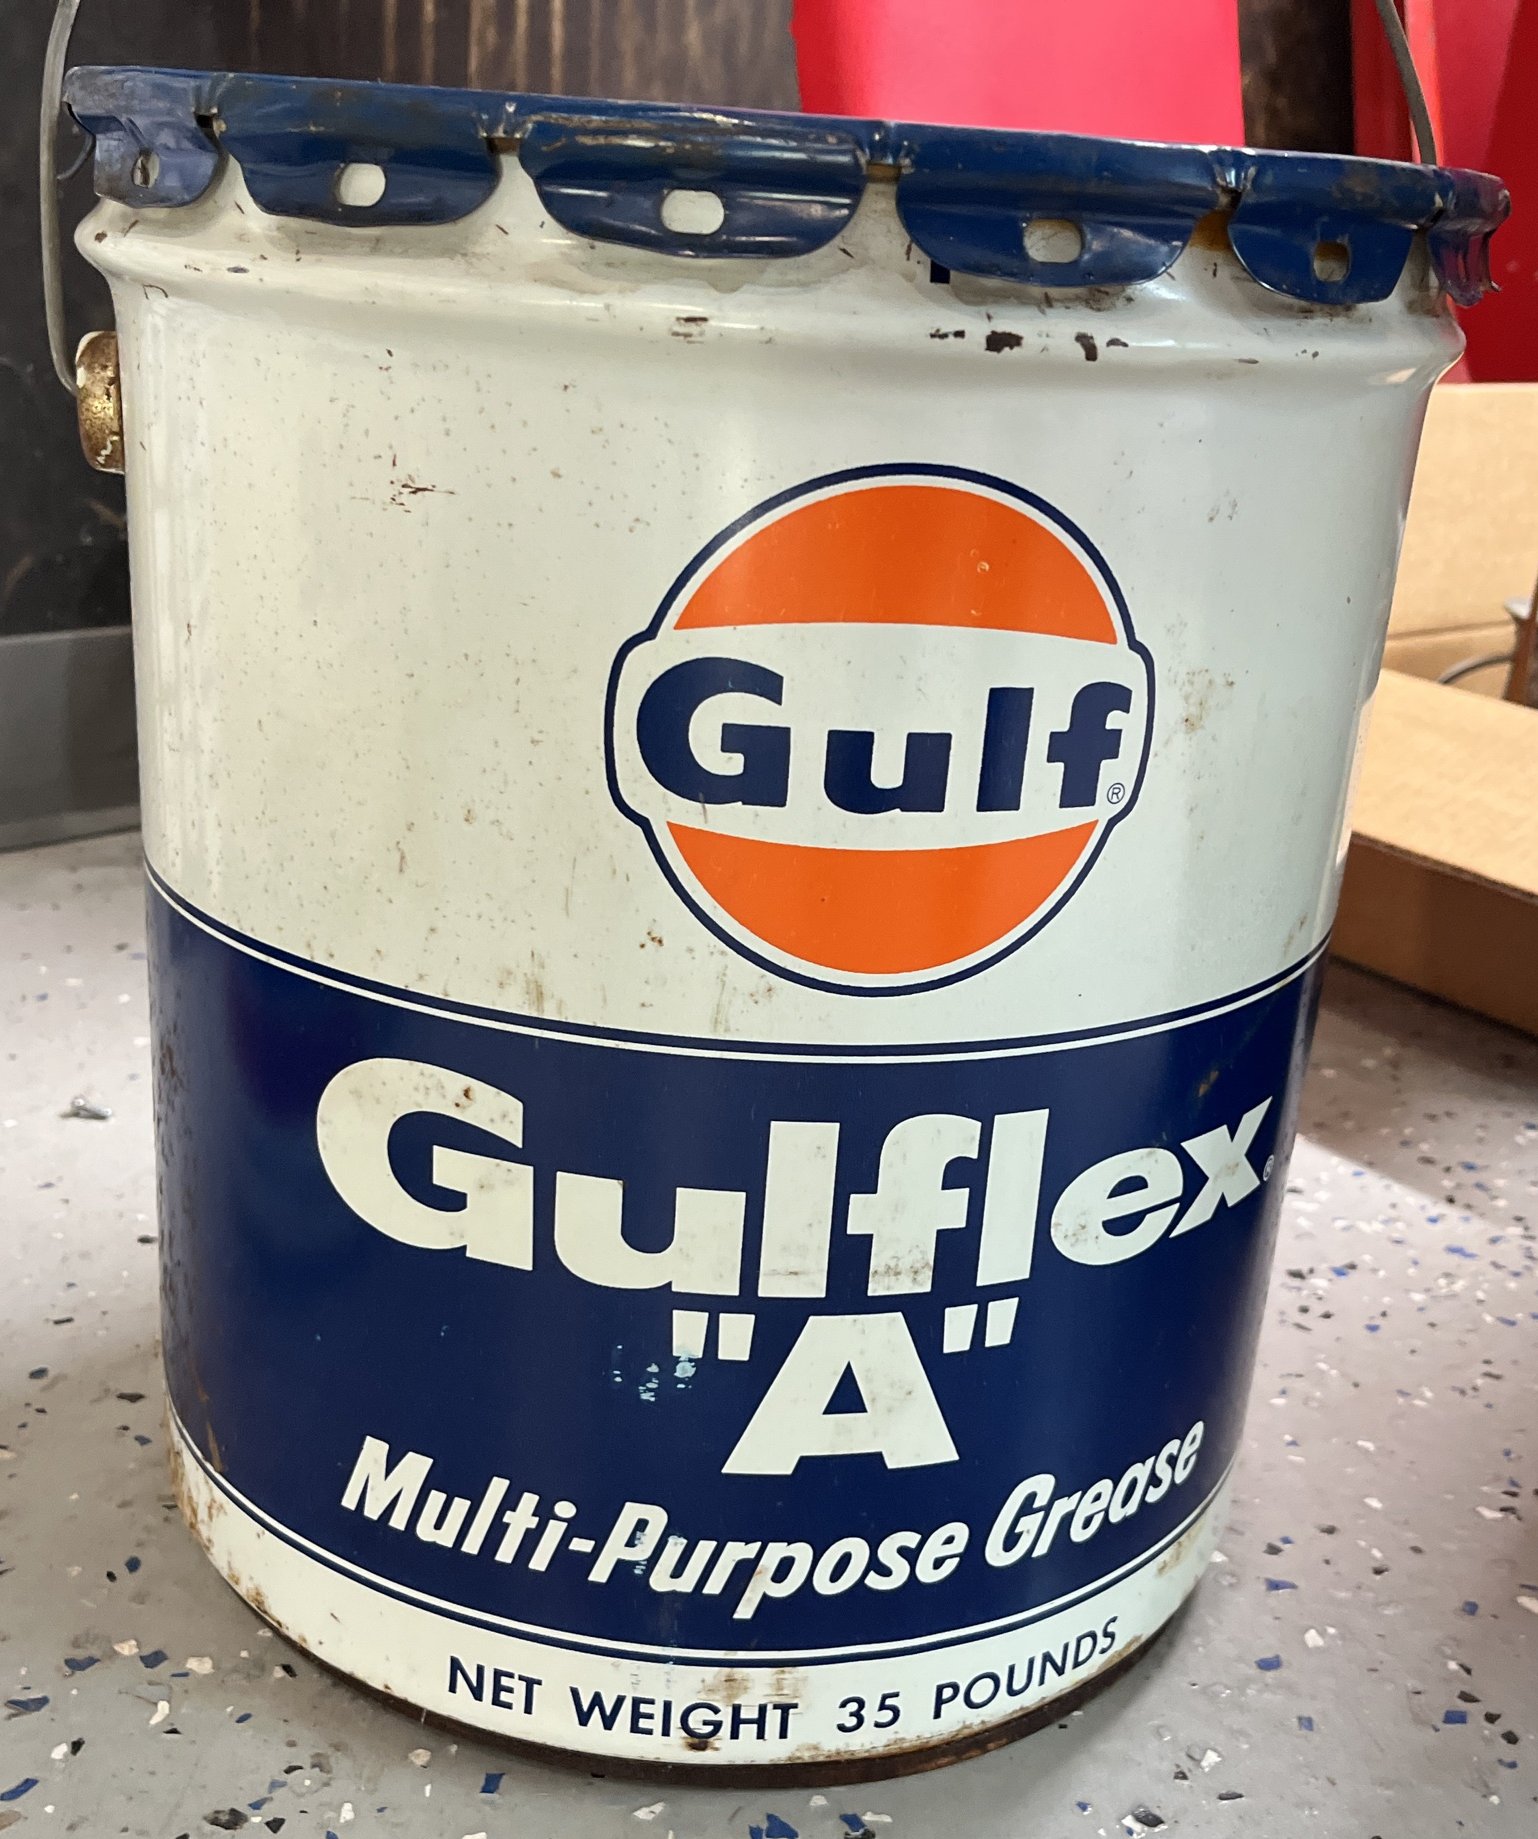 Gulf®
Gulflex®
"A"
Multi-Purpose Grease
NET WEIGHT 35 POUNDS